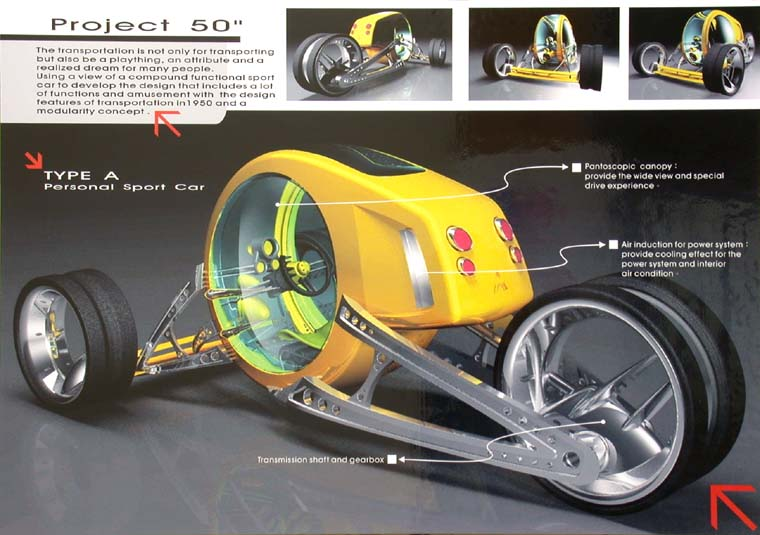 Project 50"
The transportation is not only for transporting
but also be a plaything, an attribute and a
realized dream for many people.
Using a view of a compound functional sport
car to develop the design that includes a lot
of functions and amusement with the design
features of transportation in1950 and a
modularity concept .
TYPE A
Personal Sport Car
Pantoscopic canopy :
provide the wide view and special
drive experience .
Air induction for power system :
provide cooling effect for the
power system and interior
air condition .
Transmission shaft and gearbox